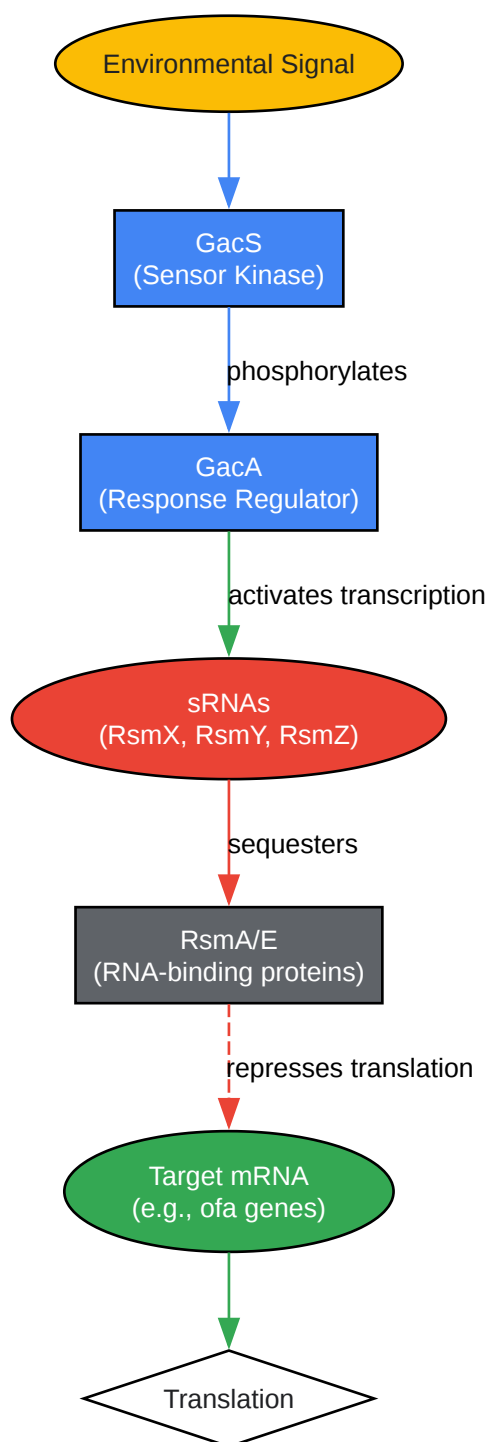 Environmental Signal
GacS
(Sensor Kinase)
phosphorylates
GacA
(Response Regulator)
activates transcription
sRNAs
(RsmX, RsmY, RsmZ)
sequesters
RsmA/E
(RNA-binding proteins)
represses translation
Target mRNA
(e.g., ofa genes)
Translation